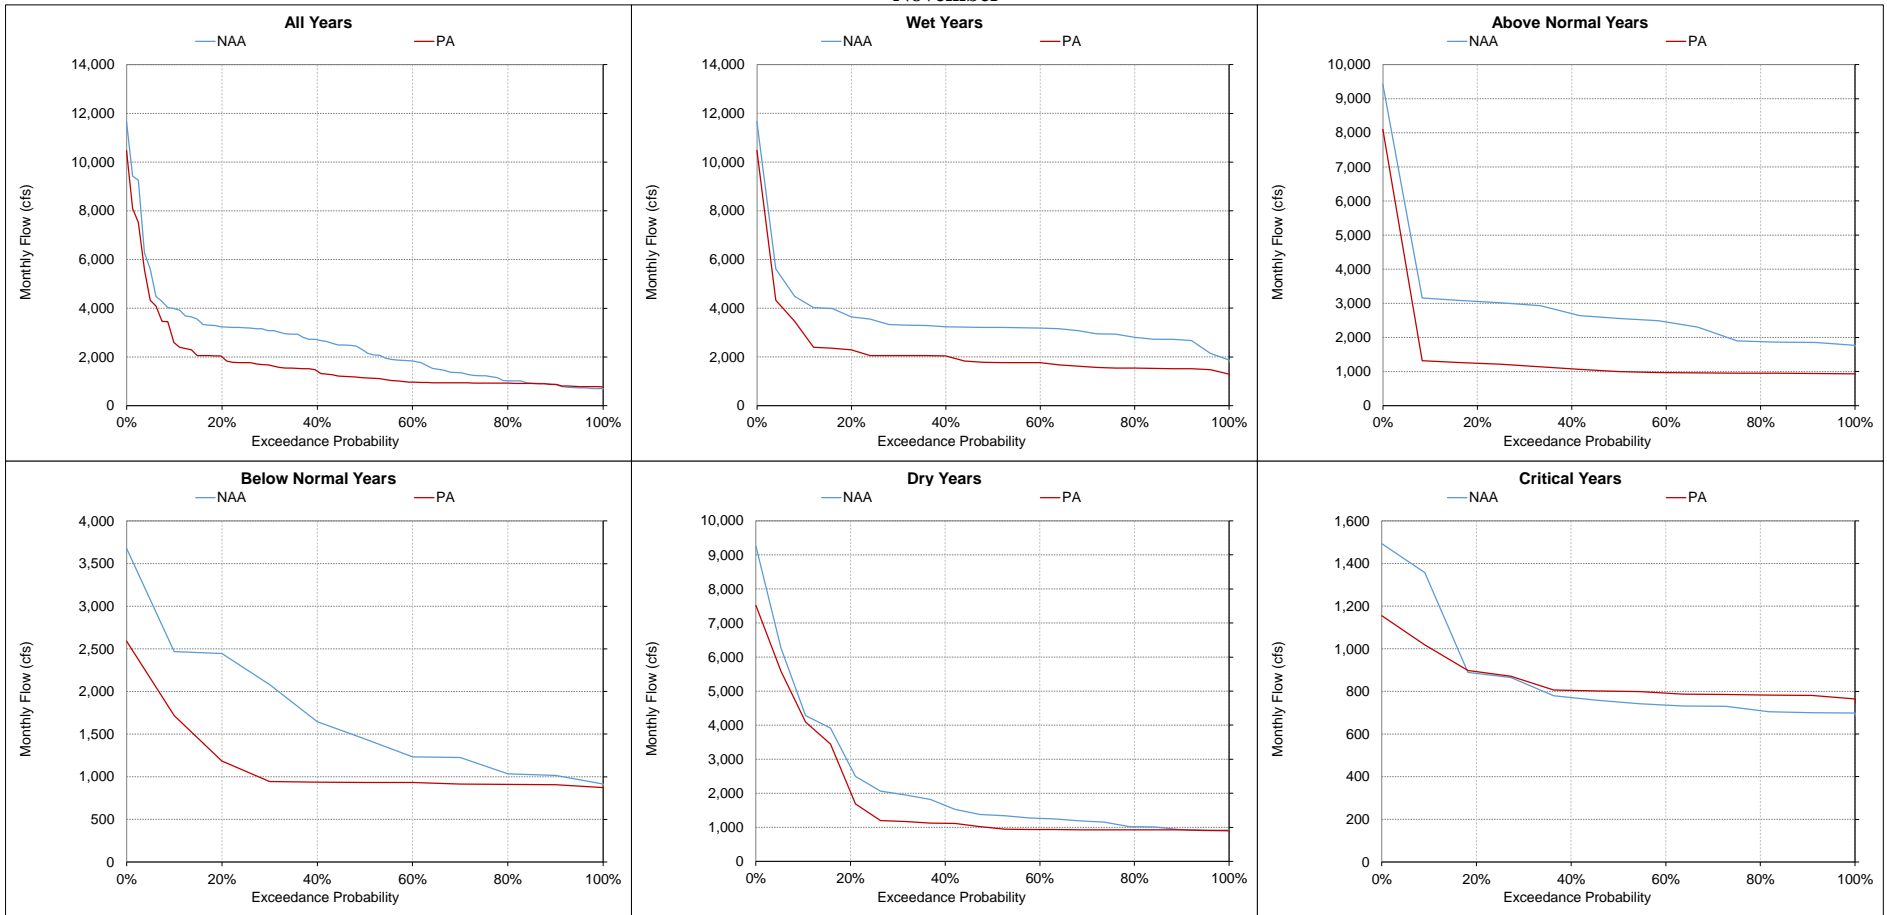 All Years
NAA PA
14,000
12,000
10,000
8,000
6,000
4,000
2,000
0
0% 20% 40% 60% 80% 100%
Monthly Flow (cfs)
Exceedance Probability
Wet Years
NAA PA
14,000
12,000
10,000
8,000
6,000
4,000
2,000
0
0% 20% 40% 60% 80% 100%
Monthly Flow (cfs)
Exceedance Probability
Above Normal Years
NAA PA
10,000
9,000
8,000
7,000
6,000
5,000
4,000
3,000
2,000
1,000
0
0% 20% 40% 60% 80% 100%
Monthly Flow (cfs)
Exceedance Probability
Below Normal Years
NAA PA
4,000
3,500
3,000
2,500
2,000
1,500
1,000
500
0
0% 20% 40% 60% 80% 100%
Monthly Flow (cfs)
Exceedance Probability
Dry Years
NAA PA
10,000
9,000
8,000
7,000
6,000
5,000
4,000
3,000
2,000
1,000
0
0% 20% 40% 60% 80% 100%
Monthly Flow (cfs)
Exceedance Probability
Critical Years
NAA PA
1,600
1,400
1,200
1,000
800
600
400
200
0
0% 20% 40% 60% 80% 100%
Monthly Flow (cfs)
Exceedance Probability